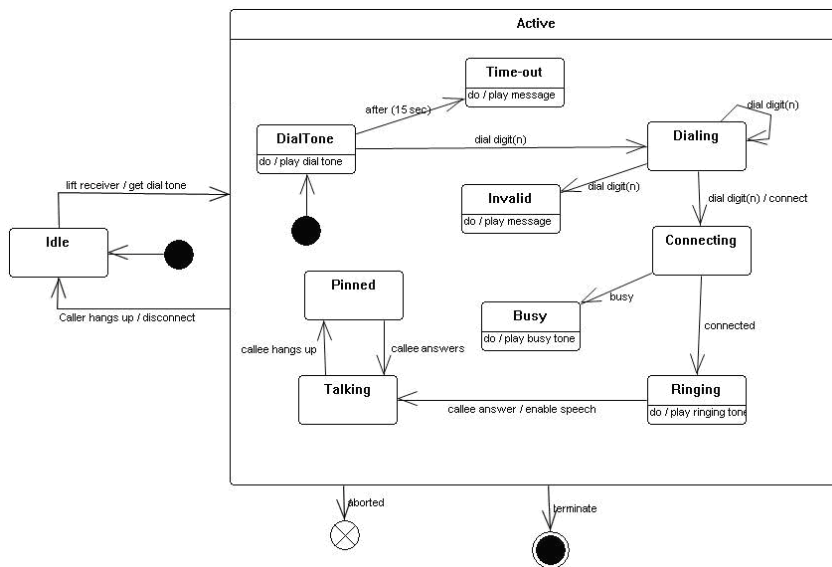 Active
Time-out
do / play message
after (15 sec)
dial digit(n)
DialTone
do / play dial tone
dial digit(n)
Dialing
lift receiver / get dial tone
Invalid
do / play message
dial digit(n)
dial digit(n) / connect
Idle
Connecting
Pinned
busy
Caller hangs up / disconnect
Busy
do / play busy tone
connected
callee hangs up
callee answers
Talking
Ringing
do / play ringing tone
callee answer / enable speech
aborted
terminate